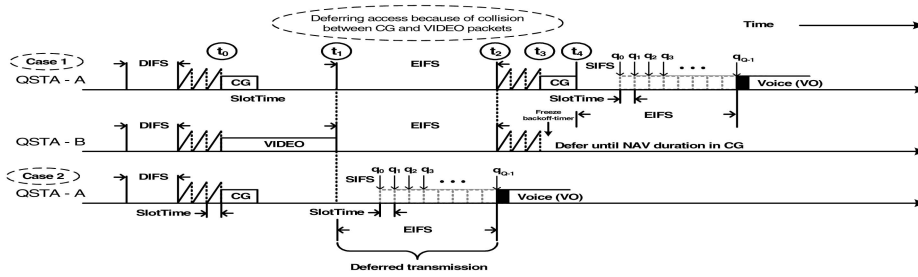 Deferring access because of collision
between CG and VIDEO packets
Time
t0
t1
t2
t3
t4
Case 1
QSTA - A
DIFS
CG
SlotTime
EIFS
CG
SIFS
q0 q1 q2 q3
qQ-1
Voice (VO)
SlotTime
EIFS
QSTA - B
DIFS
VIDEO
EIFS
Freeze
backoff-timer
Defer until NAV duration in CG
Case 2
QSTA - A
DIFS
CG
SlotTime
SIFS
q0 q1 q2 q3
qQ-1
Voice (VO)
SlotTime
EIFS
Deferred transmission